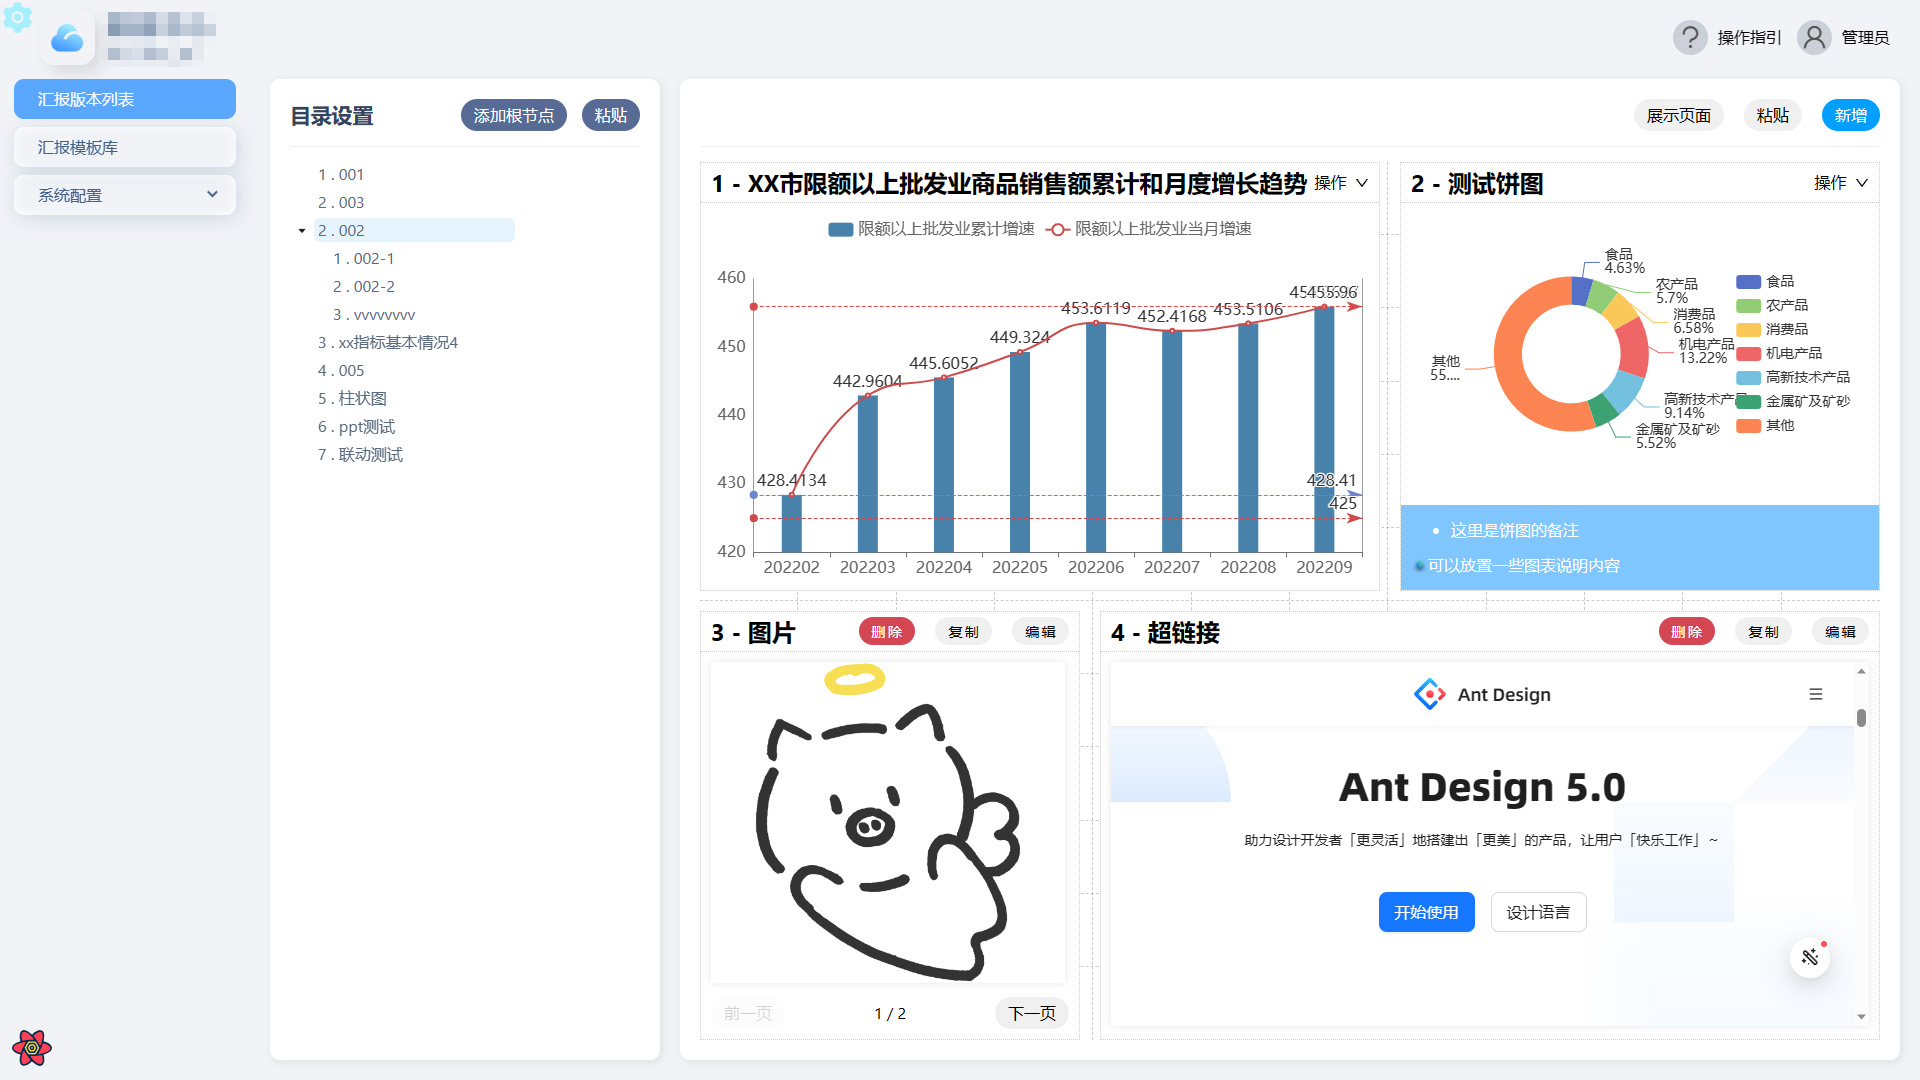 操作指引
管理员
汇报版本列表
汇报模板库
系统配置
目录设置
添加根节点
粘贴
1 . 001
2 . 003
2 . 002
1 . 002-1
2 . 002-2
3 . vvvvvvvv
3 . xx指标基本情况4
4 . 005
5 . 柱状图
6 . ppt测试
7 . 联动测试
展示页面
粘贴
新增
1 - XX市限额以上批发业商品销售额累计和月度增长趋势
操作
限额以上批发业累计增速
限额以上批发业当月增速
460
450
440
430
420
428.4134
442.9604
445.6052
449.324
453.6119
452.4168
453.5106
455.96
428.41
425
202202
202203
202204
202205
202206
202207
202208
202209
2 - 测试饼图
操作
食品
4.63%
农产品
5.7%
消费品
6.58%
机电产品
13.22%
高新技术产品
9.14%
金属矿及矿砂
5.52%
其他
55....
食品
农产品
消费品
机电产品
高新技术产品
金属矿及矿砂
其他
这里是饼图的备注
可以放置一些图表说明内容
3 - 图片
删除
复制
编辑
前一页
1 / 2
下一页
4 - 超链接
删除
复制
编辑
Ant Design
Ant Design 5.0
助力设计开发者「更灵活」地搭建出「更美」的产品，让用户「快乐工作」~
开始使用
设计语言